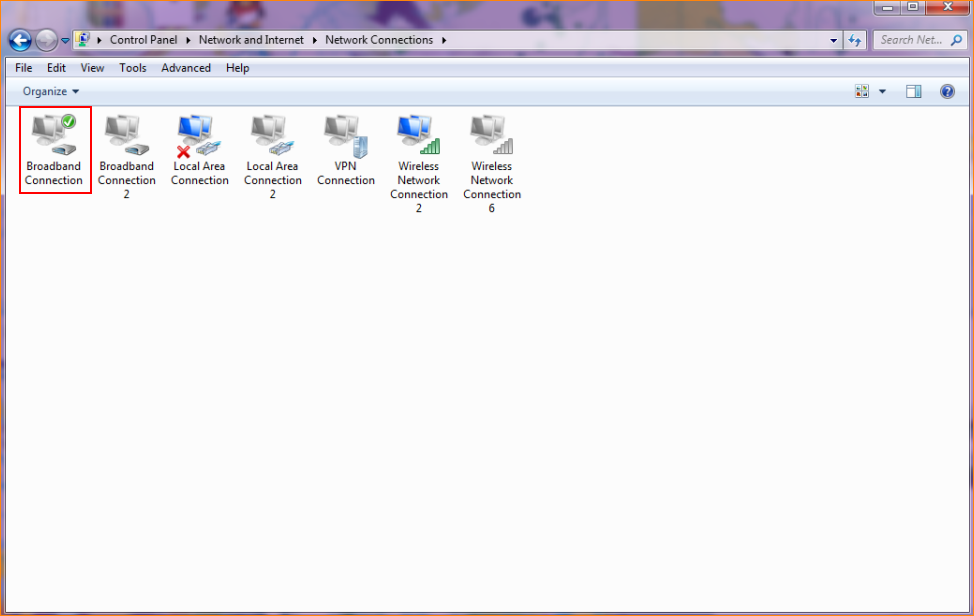 Control Panel Network and Internet Network Connections Search Net...
File Edit View Tools Advanced Help
Organize
Broadband
Connection
Broadband
Connection
2
Local Area
Connection
Local Area
Connection
2
VPN
Connection
Wireless
Network
Connection
2
Wireless
Network
Connection
6